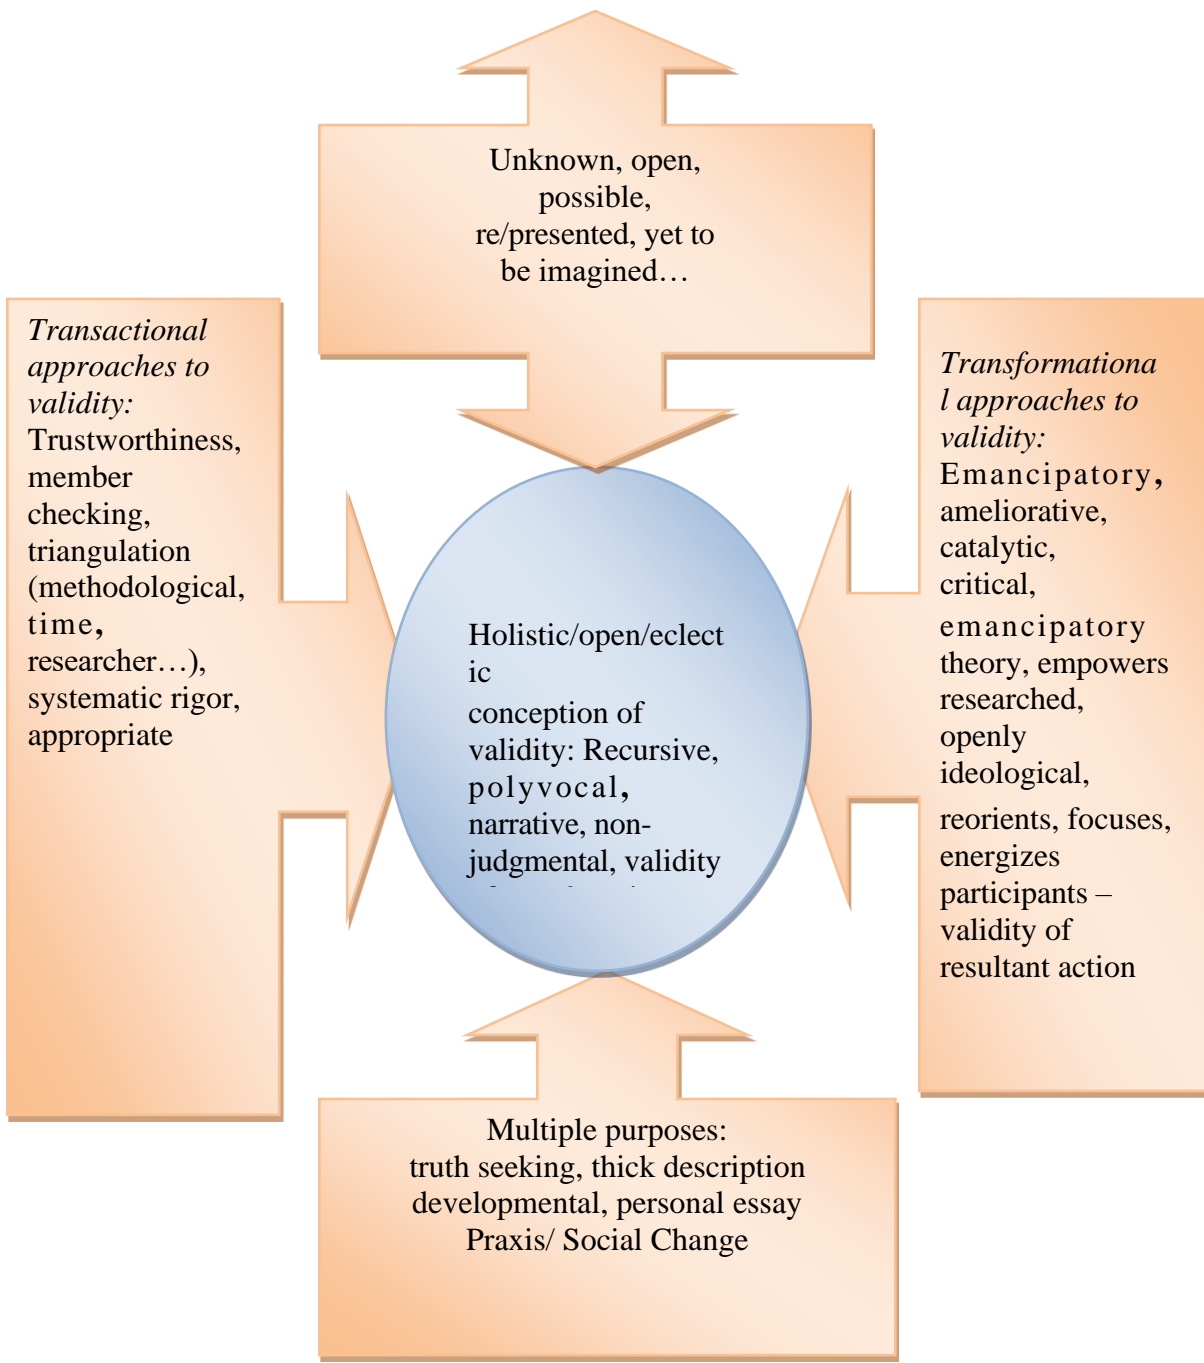 Unknown, open,
possible,
re/presented, yet to
be imagined…
Transactional
approaches to
validity:
Trustworthiness,
member
checking,
triangulation
(methodological,
time,
researcher…),
systematic rigor,
appropriate
Holistic/open/eclect
ic
conception of
validity: Recursive,
polyvocal,
narrative, non-
judgmental, validity
Transformationa
l approaches to
validity:
Emancipatory,
ameliorative,
catalytic,
critical,
emancipatory
theory, empowers
researched,
openly
ideological,
reorients, focuses,
energizes
participants –
validity of
resultant action
Multiple purposes:
truth seeking, thick description
developmental, personal essay
Praxis/ Social Change